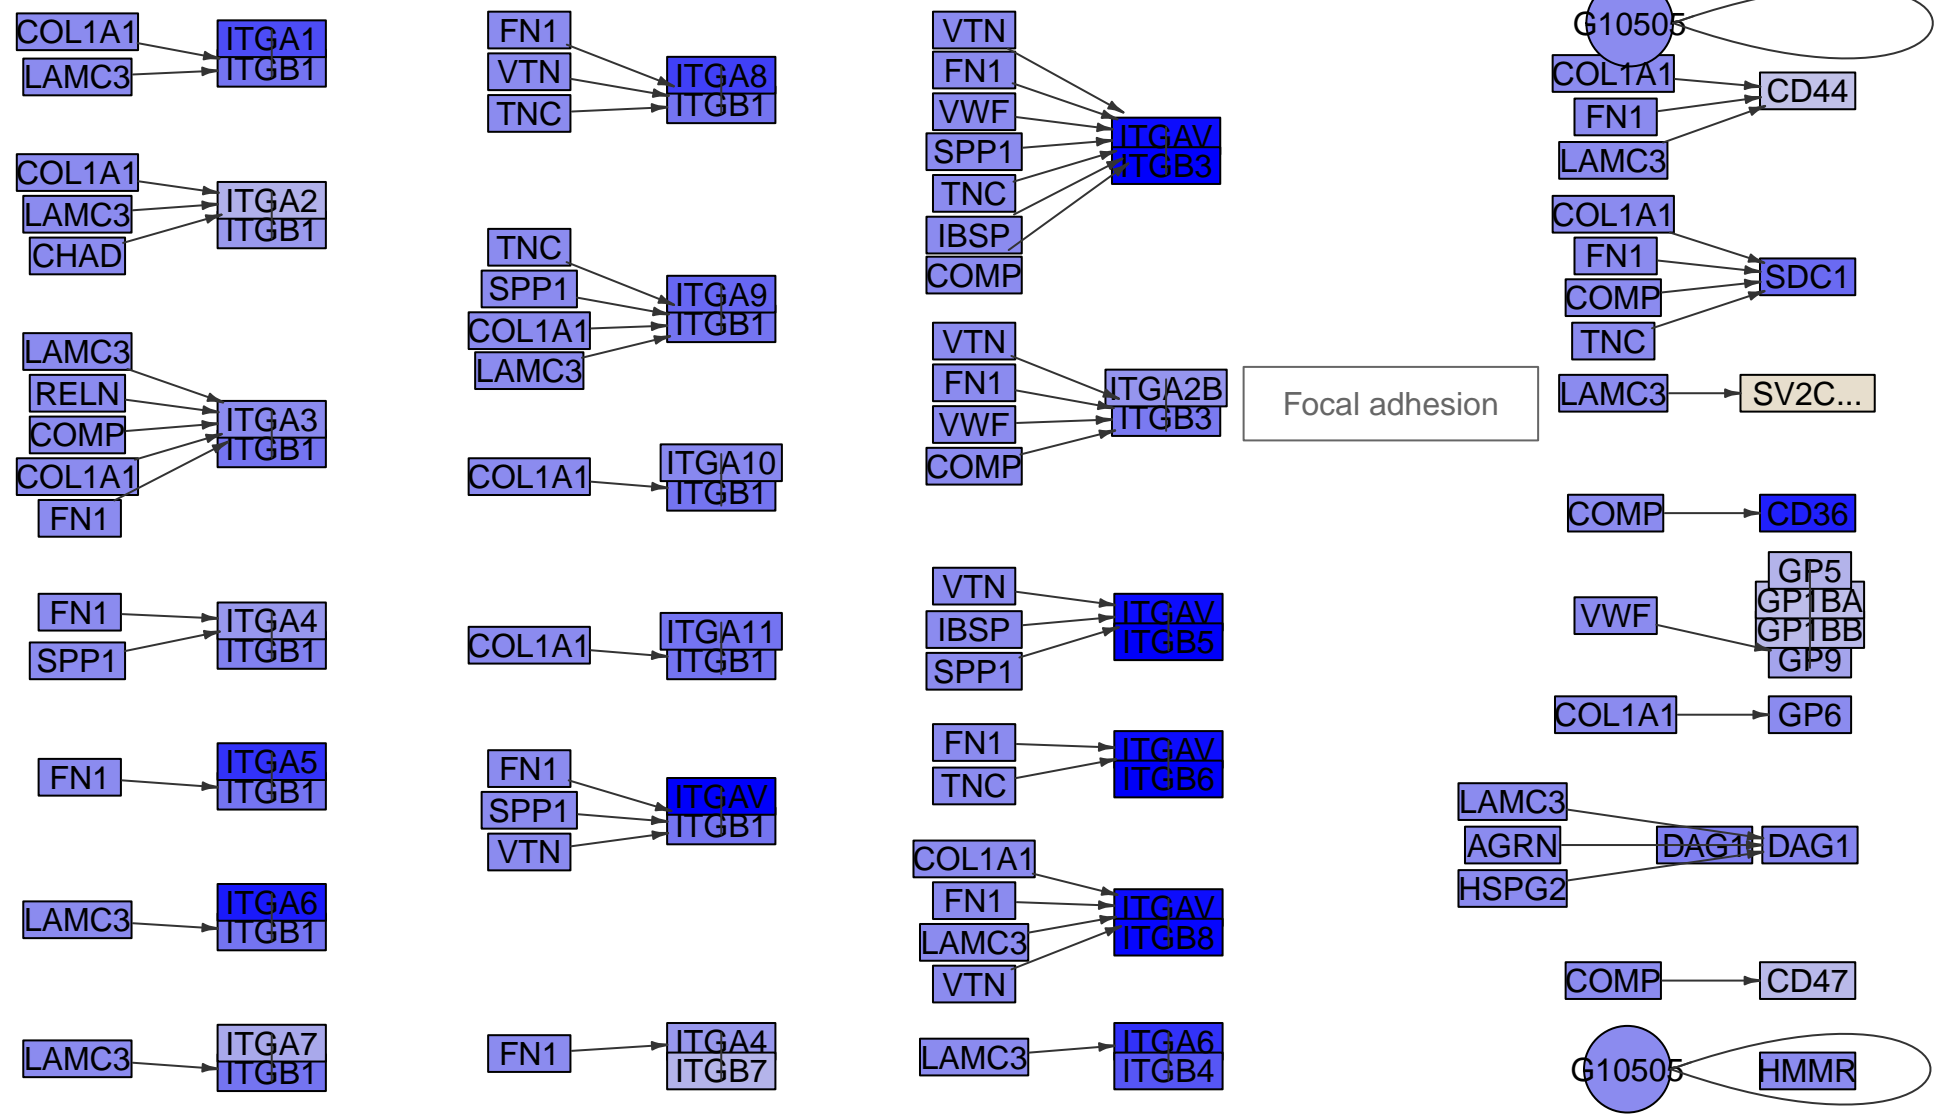 COL1A1
LAMC3
ITGA1
ITGB1
COL1A1
LAMC3
CHAD
ITGA2
ITGB1
LAMC3
RELN
COMP
COL1A1
FN1
ITGA3
ITGB1
FN1
SPP1
ITGA4
ITGB1
FN1
ITGA5
ITGB1
LAMC3
ITGA6
ITGB1
LAMC3
ITGA7
ITGB1
FN1
VTN
TNC
ITGA8
ITGB1
TNC
SPP1
COL1A1
LAMC3
ITGA9
ITGB1
COL1A1
ITGA10
ITGB1
COL1A1
ITGA11
ITGB1
FN1
SPP1
VTN
ITGAV
ITGB1
FN1
ITGA4
ITGB7
VTN
FN1
VWF
SPP1
TNC
IBSP
COMP
ITGAV
ITGB3
VTN
FN1
VWF
COMP
ITGA2B
ITGB3
Focal adhesion
VTN
IBSP
SPP1
ITGAV
ITGB5
FN1
TNC
ITGAV
ITGB6
COL1A1
FN1
LAMC3
VTN
ITGAV
ITGB8
LAMC3
ITGA6
ITGB4
G10505
COL1A1
FN1
LAMC3
CD44
COL1A1
FN1
COMP
TNC
SDC1
LAMC3
SV2C...
COMP
CD36
VWF
GP5
GP1BA
GP1BB
GP9
COL1A1
GP6
LAMC3
AGRN
HSPG2
DAG1
DAG1
COMP
CD47
G10505
HMMR